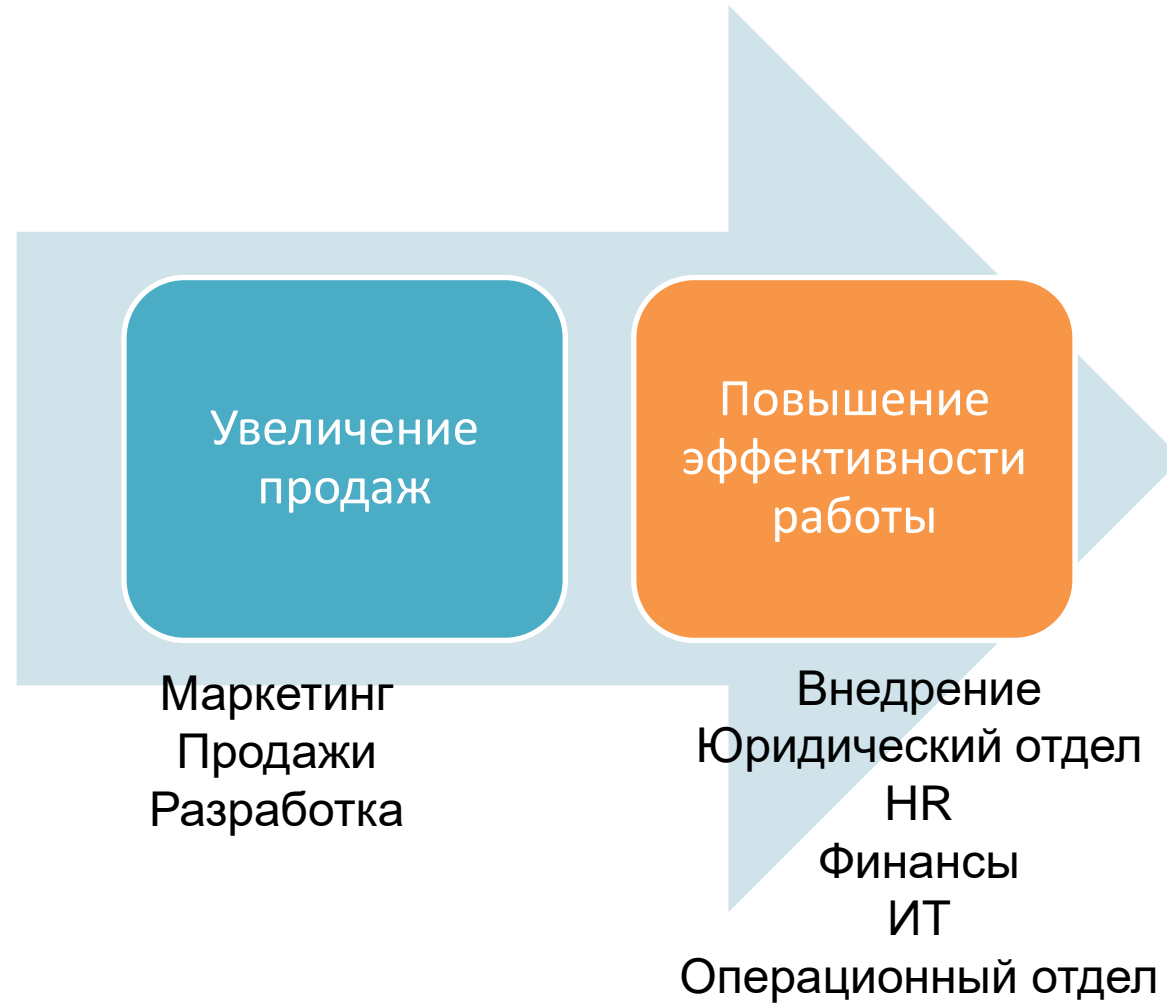 Увеличение
продаж
Повышение
эффективности
работы
Маркетинг
Продажи
Разработка
Внедрение
Юридический отдел
HR
Финансы
ИТ
Операционный отдел